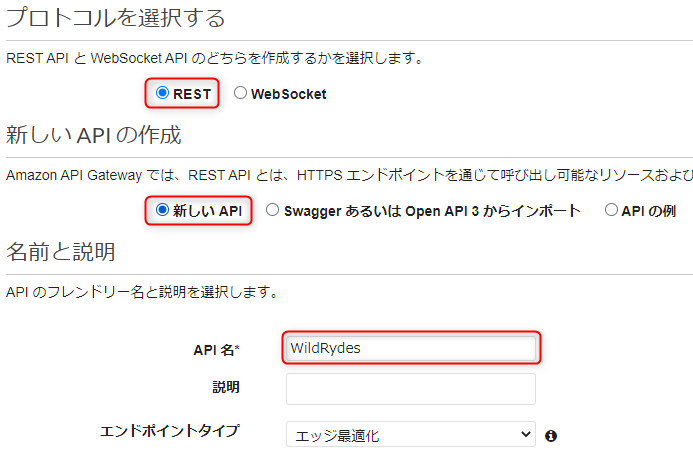 プロトコルを選択する
REST API と WebSocket API のどちらを作成するかを選択します。
REST WebSocket
新しい API の作成
Amazon API Gateway では、REST API とは、HTTPS エンドポイントを通じて呼び出し可能なリソースおよび
新しい API Swagger あるいは Open API 3 からインポート API の例
名前と説明
API のフレンドリー名と説明を選択します。
API 名* WildRydes
説明
エンドポイントタイプ エッジ最適化